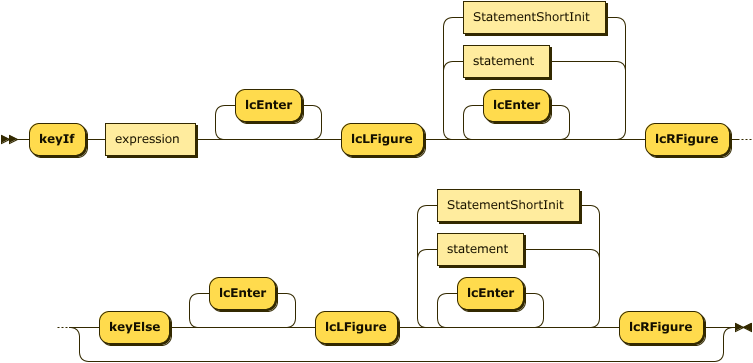 StatementShortInit
statement
lcEnter lcEnter
keyIf expression lcLFigure lcRFigure
StatementShortInit
statement
lcEnter lcEnter
keyElse lcLFigure lcRFigure